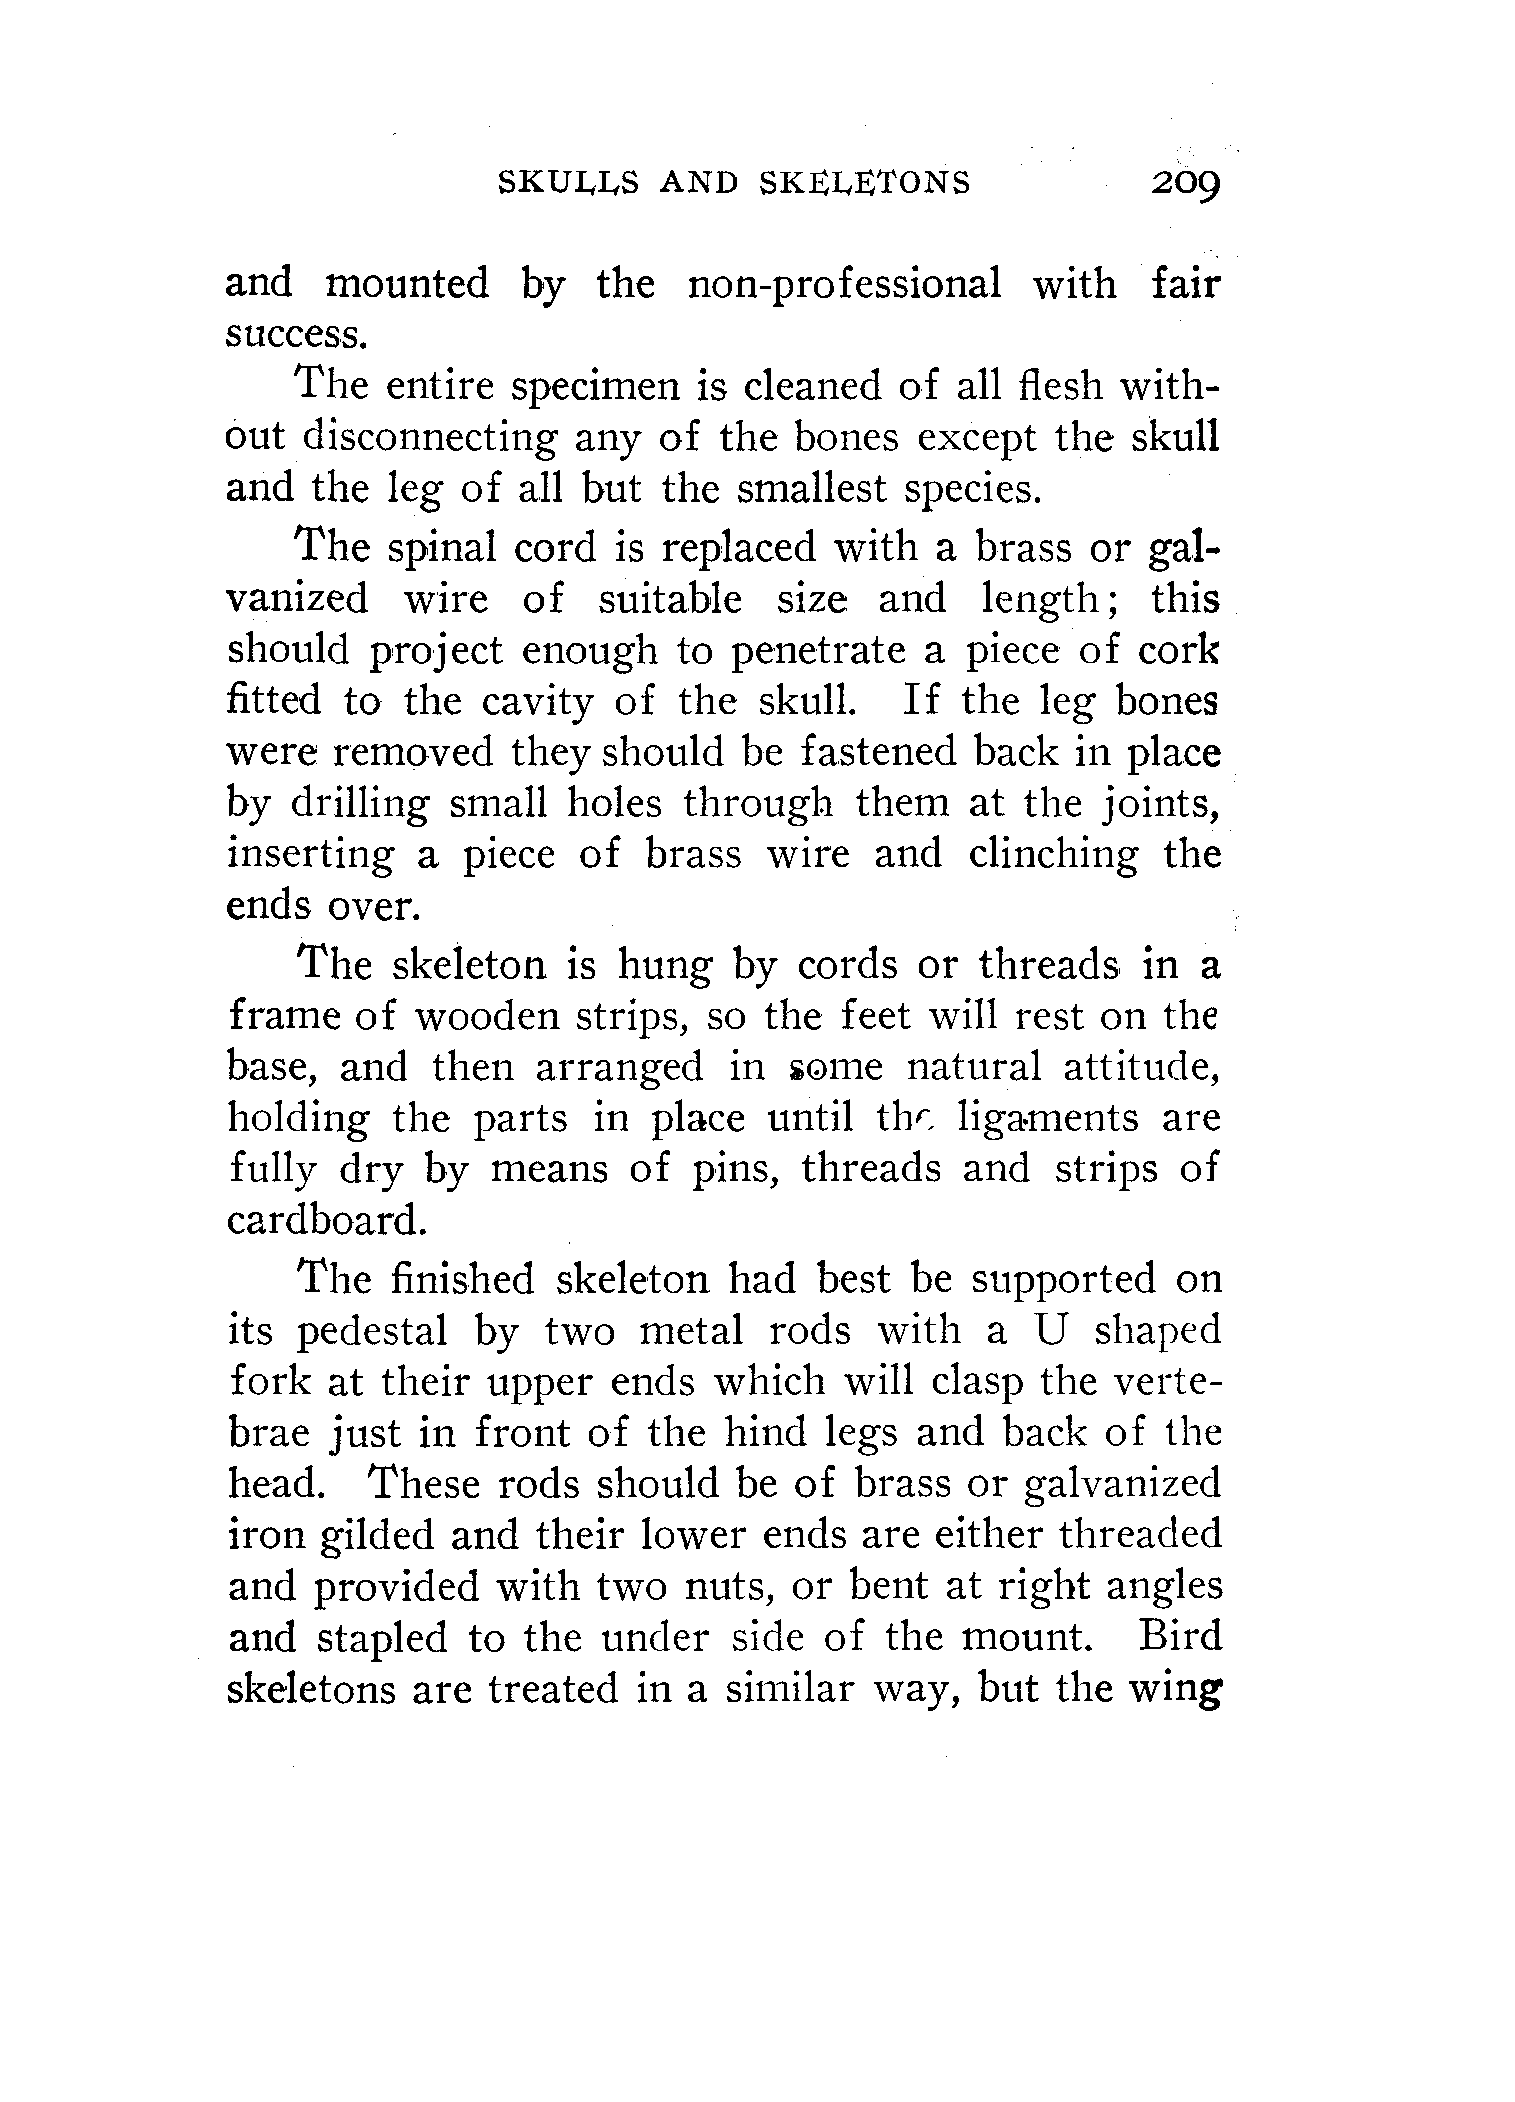 SKULLS AND SKELETONS 209
and mounted by the non-professional with fair
success.
The entire specimen is cleaned of all flesh with-
out disconnecting any of the bones except the skull
and the leg of all but the smallest species.
The spinal cord is replaced with a brass or gal-
vanized wire of suitable size and length; this
should project enough to penetrate a piece of cork
fitted to the cavity of the skull. If the leg bones
were removed they should be fastened back in place
by drilling small holes through them at the joints,
inserting a piece of brass wire and clinching the
ends over.
The skeleton is hung by cords or threads in a
frame of wooden strips, so the feet will rest on the
base, and then arranged in some natural attitude,
holding the parts in place until the ligaments are
fully dry by means of pins, threads and strips of
cardboard.
The finished skeleton had best be supported on
its pedestal by two metal rods with a U shaped
fork at their upper ends which will clasp the verte-
brae just in front of the hind legs and back of the
head. These rods should be of brass or galvanized
iron gilded and their lower ends are either threaded
and provided with two nuts, or bent at right angles
and stapled to the under side of the mount. Bird
skeletons are treated in a similar way, but the wing